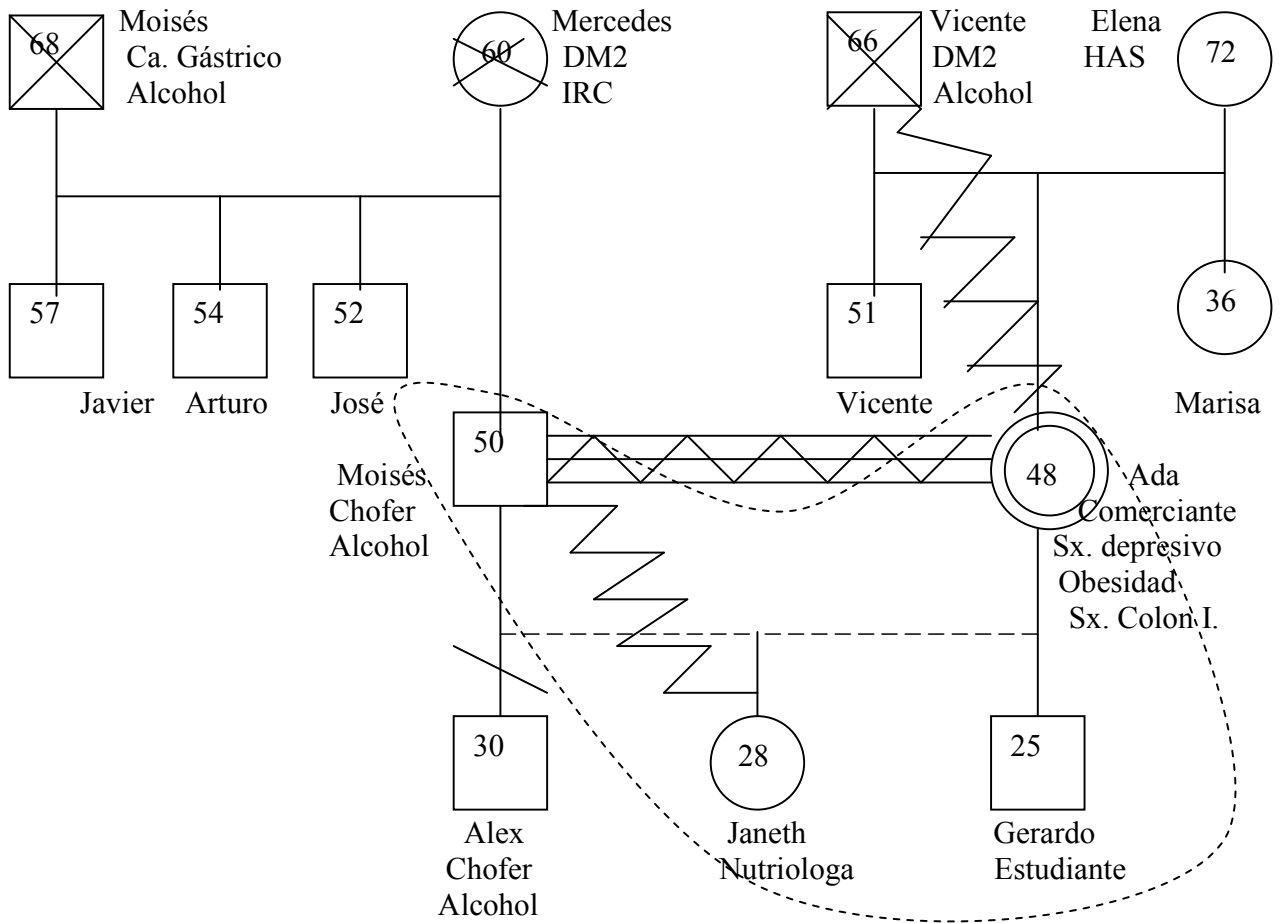 68
Moisés
Ca. Gástrico
Alcohol
60
Mercedes
DM2
IRC
66
Vicente
DM2
Alcohol
Elena
HAS
72
57
Javier
54
Arturo
52
José
51
Vicente
36
Marisa
50
Moisés
Chofer
Alcohol
48
Ada
Comerciante
Sx. depresivo
Obesidad
Sx. Colon I.
30
Alex
Chofer
Alcohol
28
Janeth
Nutriologa
25
Gerardo
Estudiante